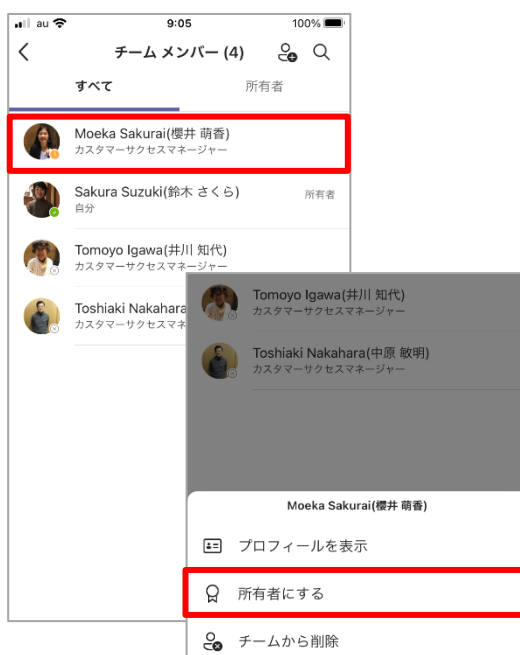 au 9:05 100%
チーム メンバー (4)
すべて 所有者
Moeka Sakurai(櫻井 萌香)
カスタマーサクセスマネージャー
Sakura Suzuki(鈴木 さくら) 所有者
自分
Tomoyo Igawa(井川 知代)
カスタマーサクセスマネージャー
Toshiaki Nakahara
カスタマーサクセスマネ
Tomoyo Igawa(井川 知代)
カスタマーサクセスマネージャー
Toshiaki Nakahara(中原 敏明)
カスタマーサクセスマネージャー
Moeka Sakurai(櫻井 萌香)
プロフィールを表示
所有者にする
チームから削除